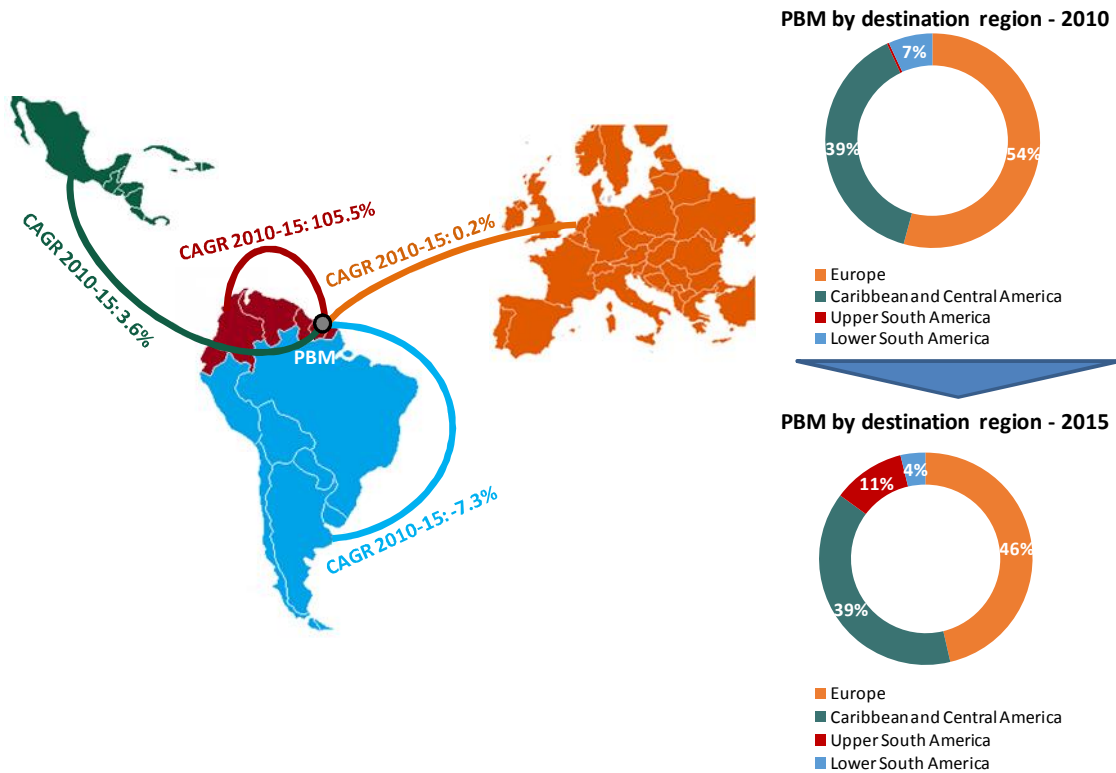 PBM by destination region - 2010
7%
39%
54%
Europe
Caribbean and Central America
Upper South America
Lower South America
CAGR 2010-15: 3.6%
CAGR 2010-15: 105.5%
CAGR 2010-15: 0.2%
PBM
CAGR 2010-15: -7.3%
PBM by destination region - 2015
4%
11%
46%
39%
Europe
Caribbean and Central America
Upper South America
Lower South America